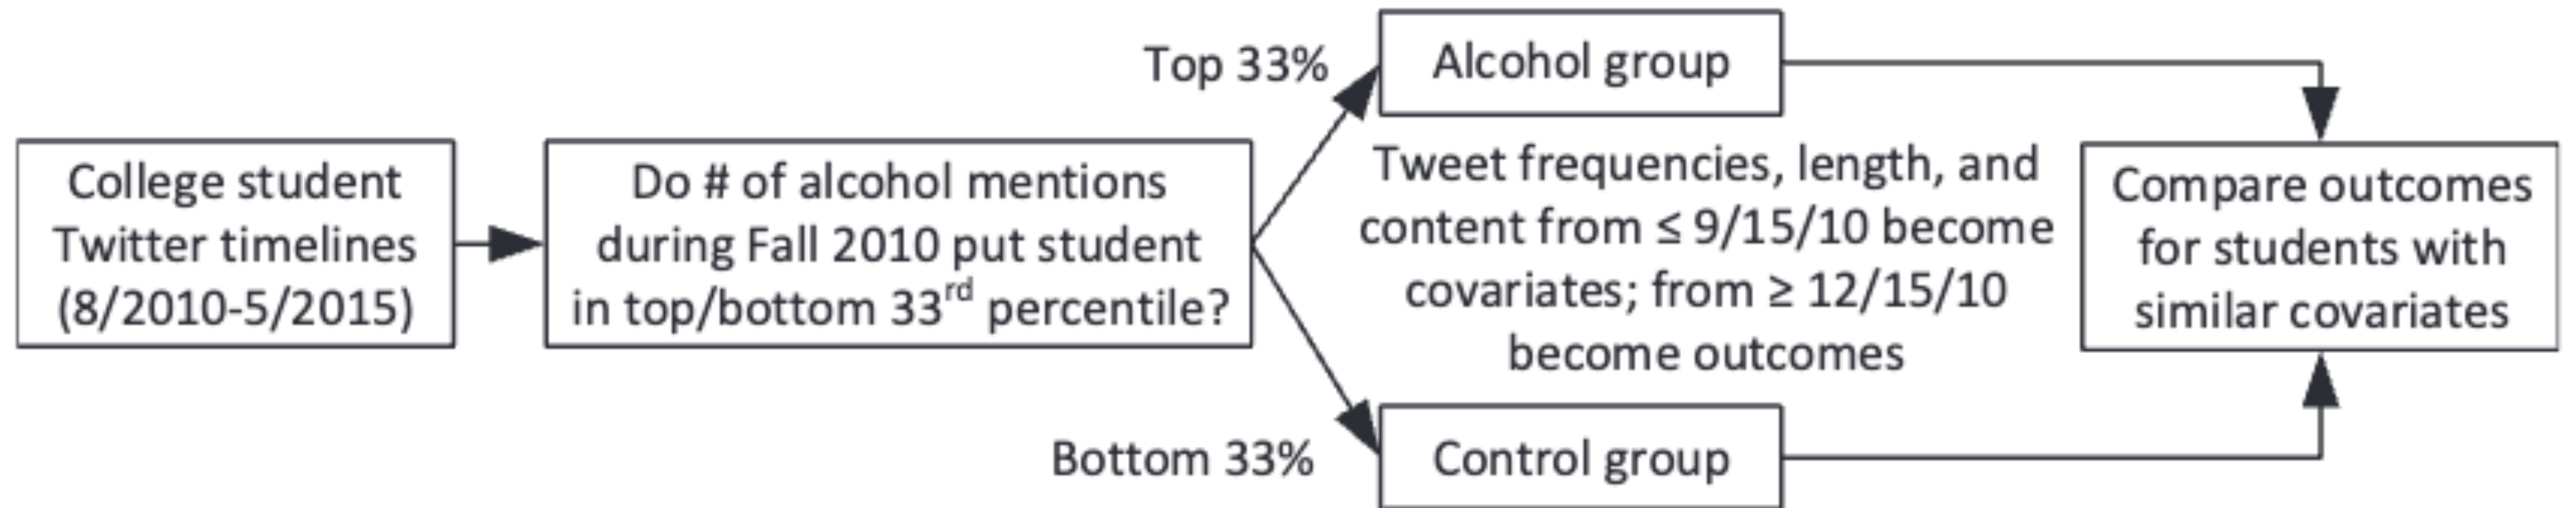 College student
Twitter timelines
(8/2010-5/2015)
Do # of alcohol mentions
during Fall 2010 put student
in top/bottom 33rd percentile?
Top 33%
Alcohol group
Tweet frequencies, length, and
content from ≤ 9/15/10 become
covariates; from ≥ 12/15/10
become outcomes
Bottom 33%
Control group
Compare outcomes
for students with
similar covariates